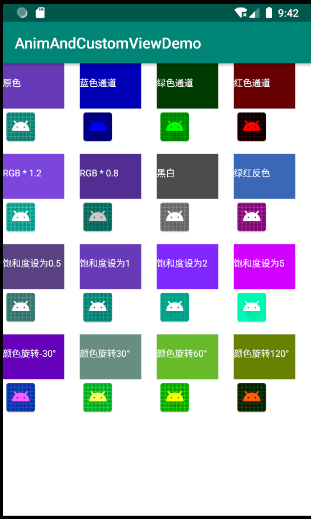 9:42
AnimAndCustomViewDemo
原色 蓝色通道 绿色通道 红色通道
RGB * 1.2 RGB * 0.8 黑白 绿红反色
饱和度设为0.5 饱和度设为1 饱和度设为2 饱和度设为5
颜色旋转-30° 颜色旋转30° 颜色旋转60° 颜色旋转120°